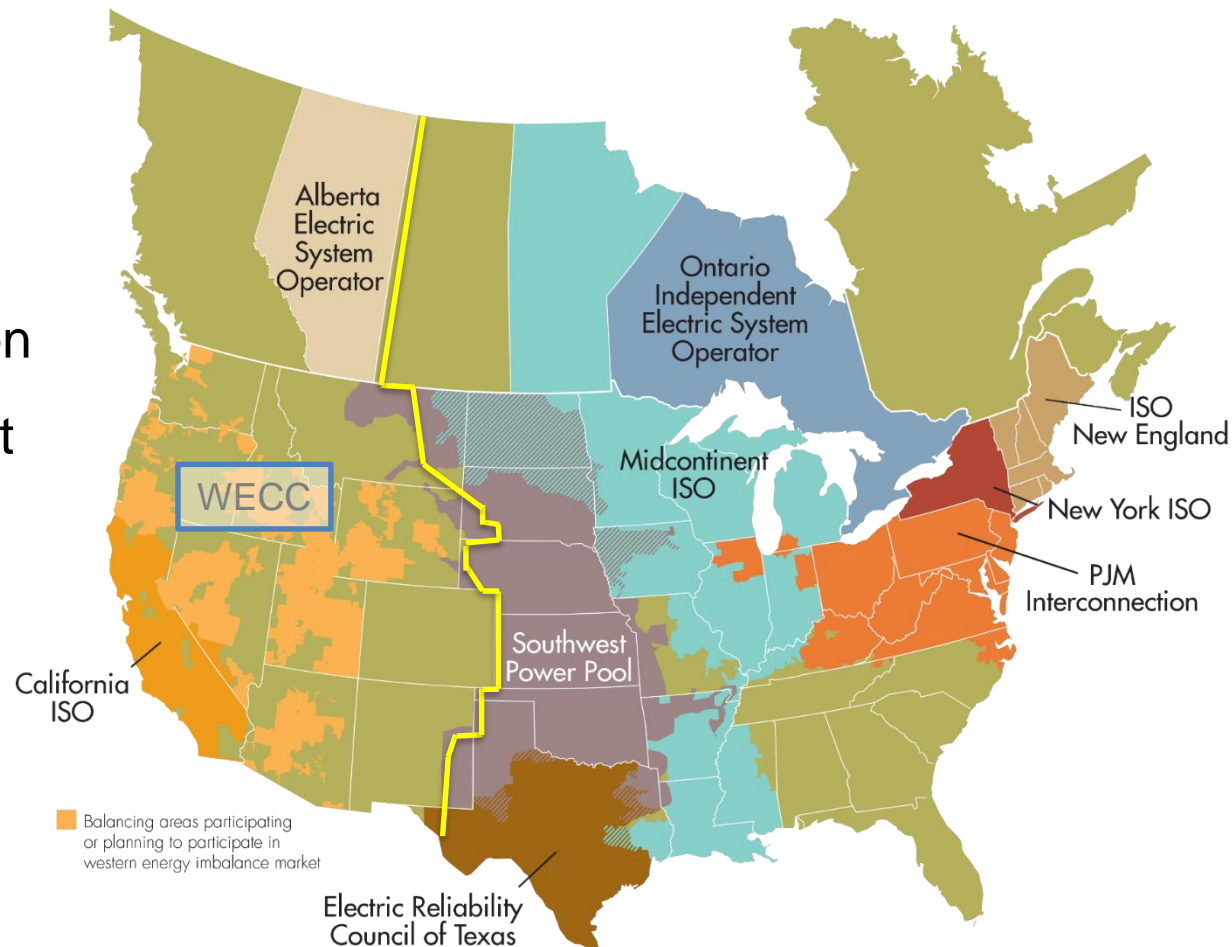 Alberta
Electric
System
Operator
Ontario
Independent
Electric System
Operator
on
t
ISO
New England
Midcontinent
ISO
WECC
New York ISO
PJM
Interconnection
Southwest
Power Pool
California
ISO
Balancing areas participating
or planning to participate in
western energy imbalance market
Electric Reliability
Council of Texas